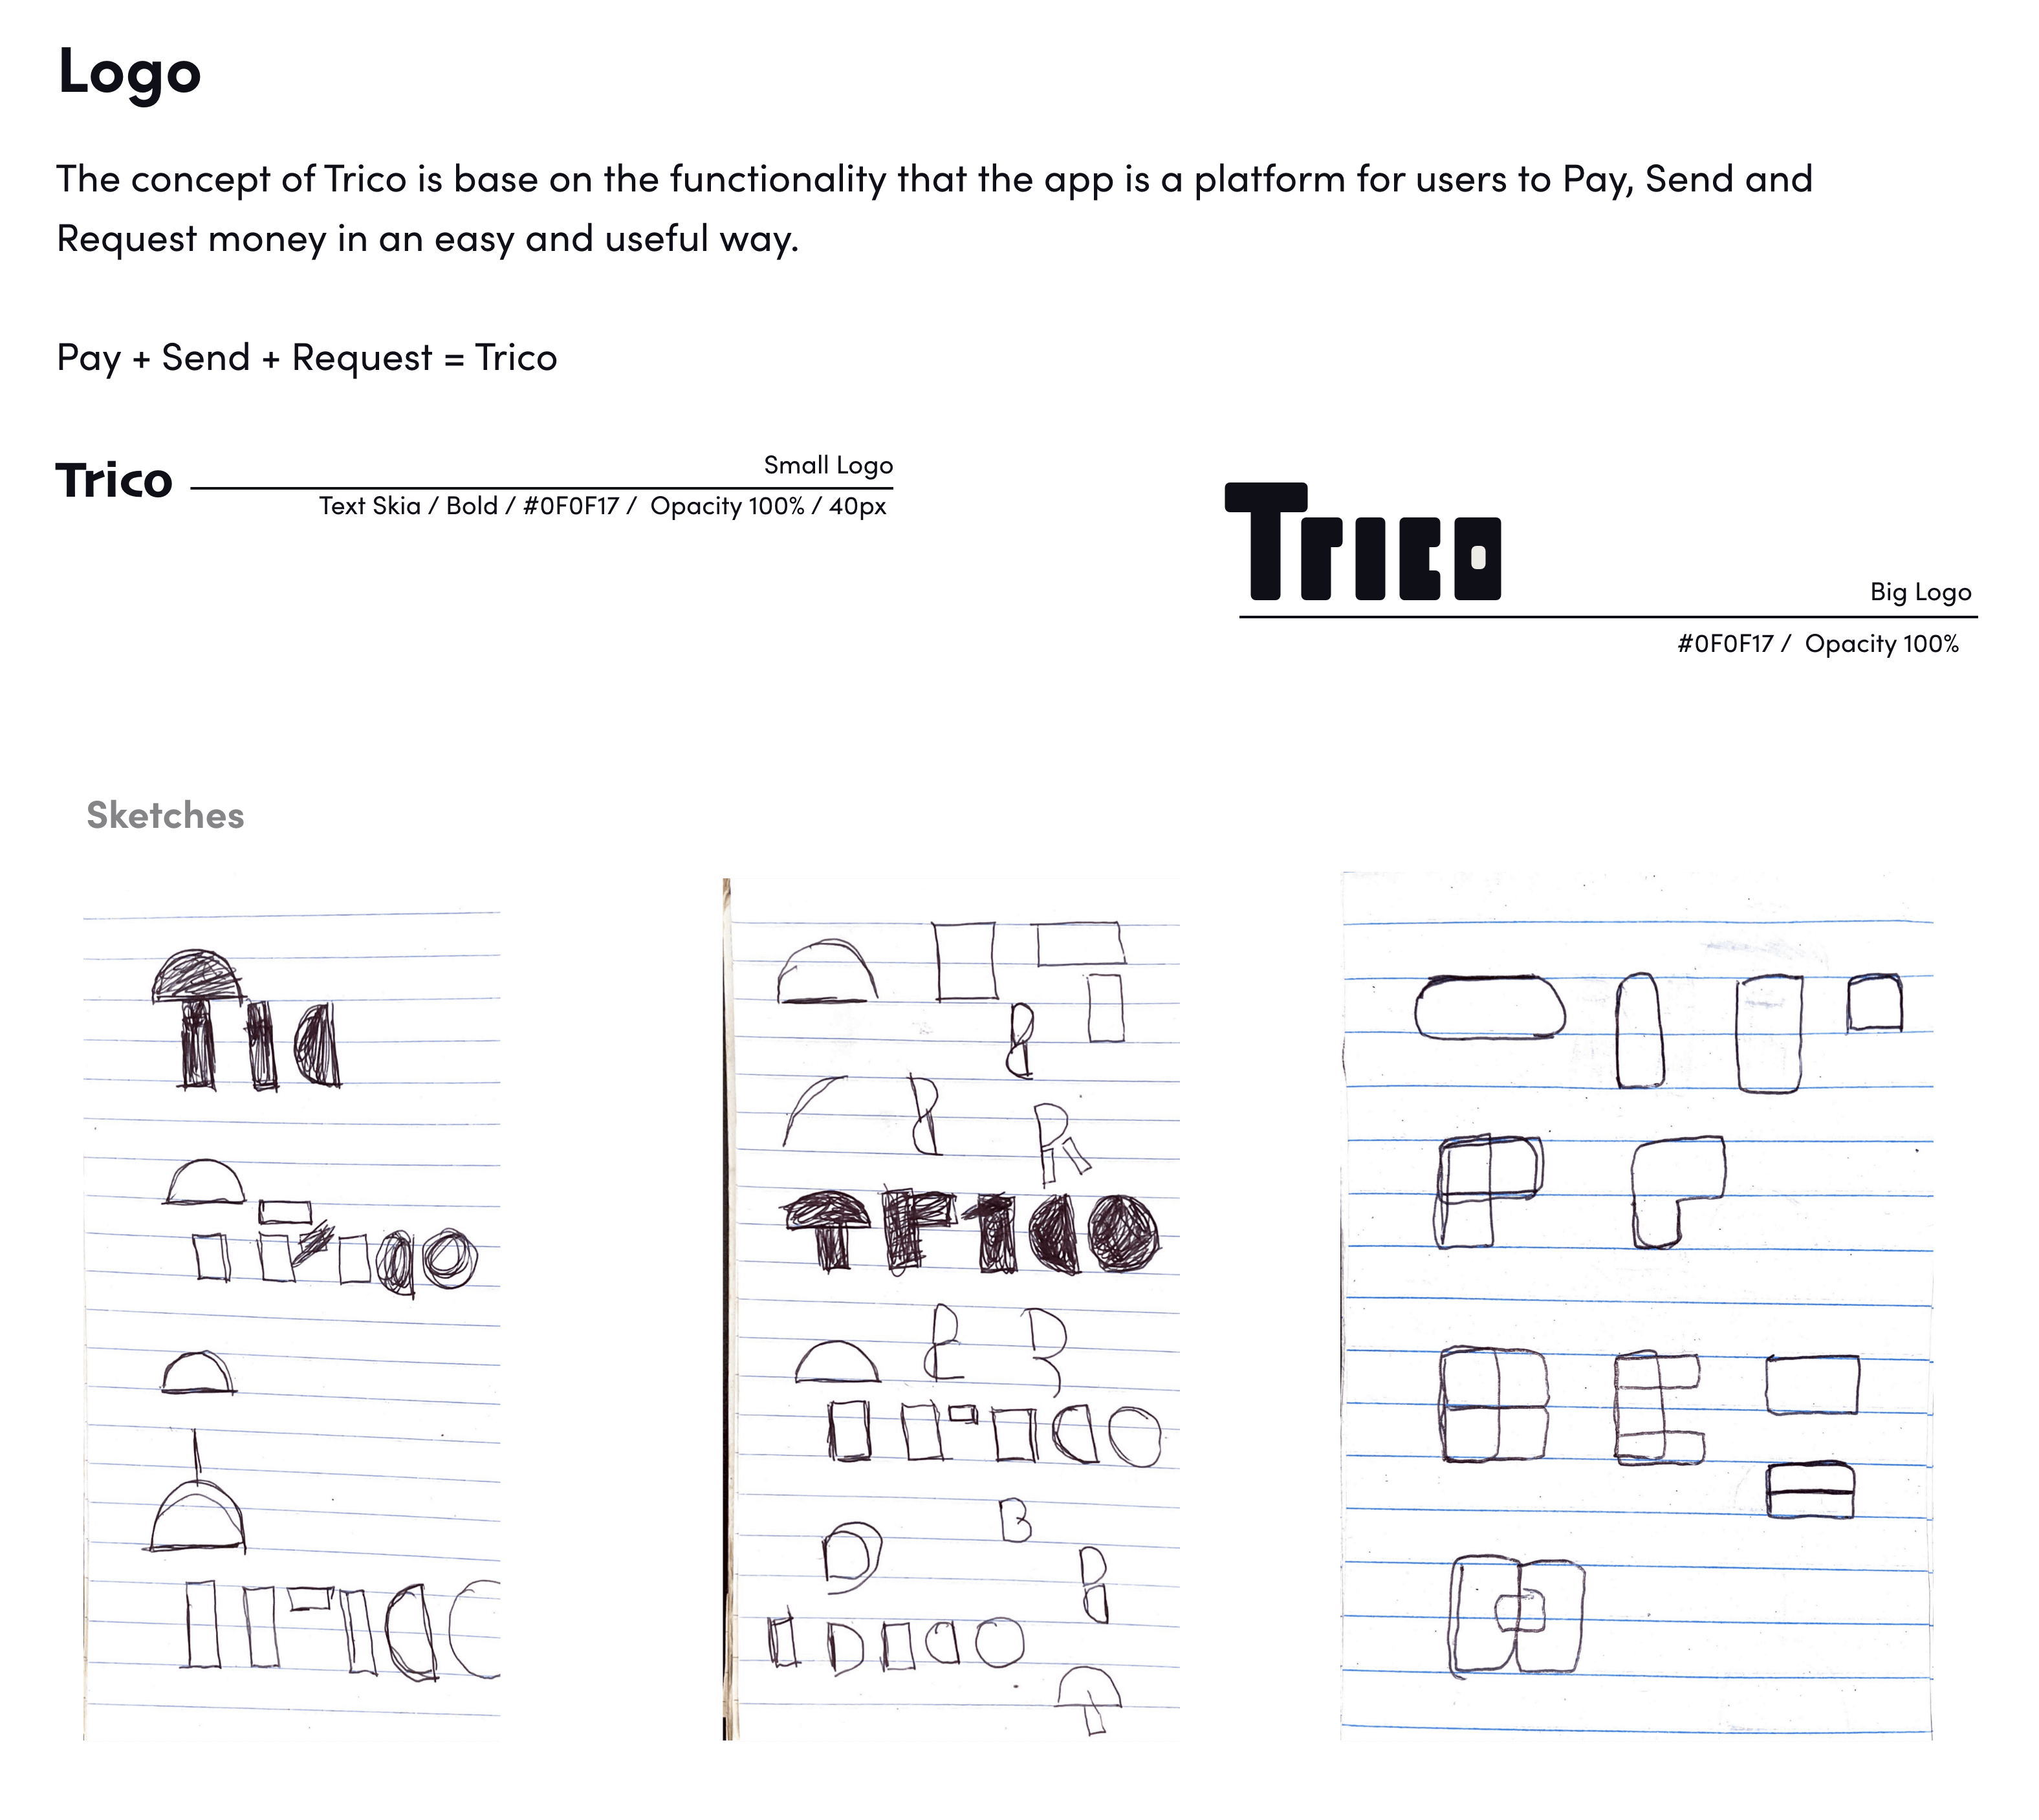 Logo
The concept of Trico is base on the functionality that the app is a platform for users to Pay, Send and
Request money in an easy and useful way.
Pay + Send + Request = Trico
Trico
Small Logo
Text Skia / Bold / #0F0F17 / Opacity 100% / 40px
Trico
Big Logo
#0F0F17 / Opacity 100%
Sketches
TrIco
B